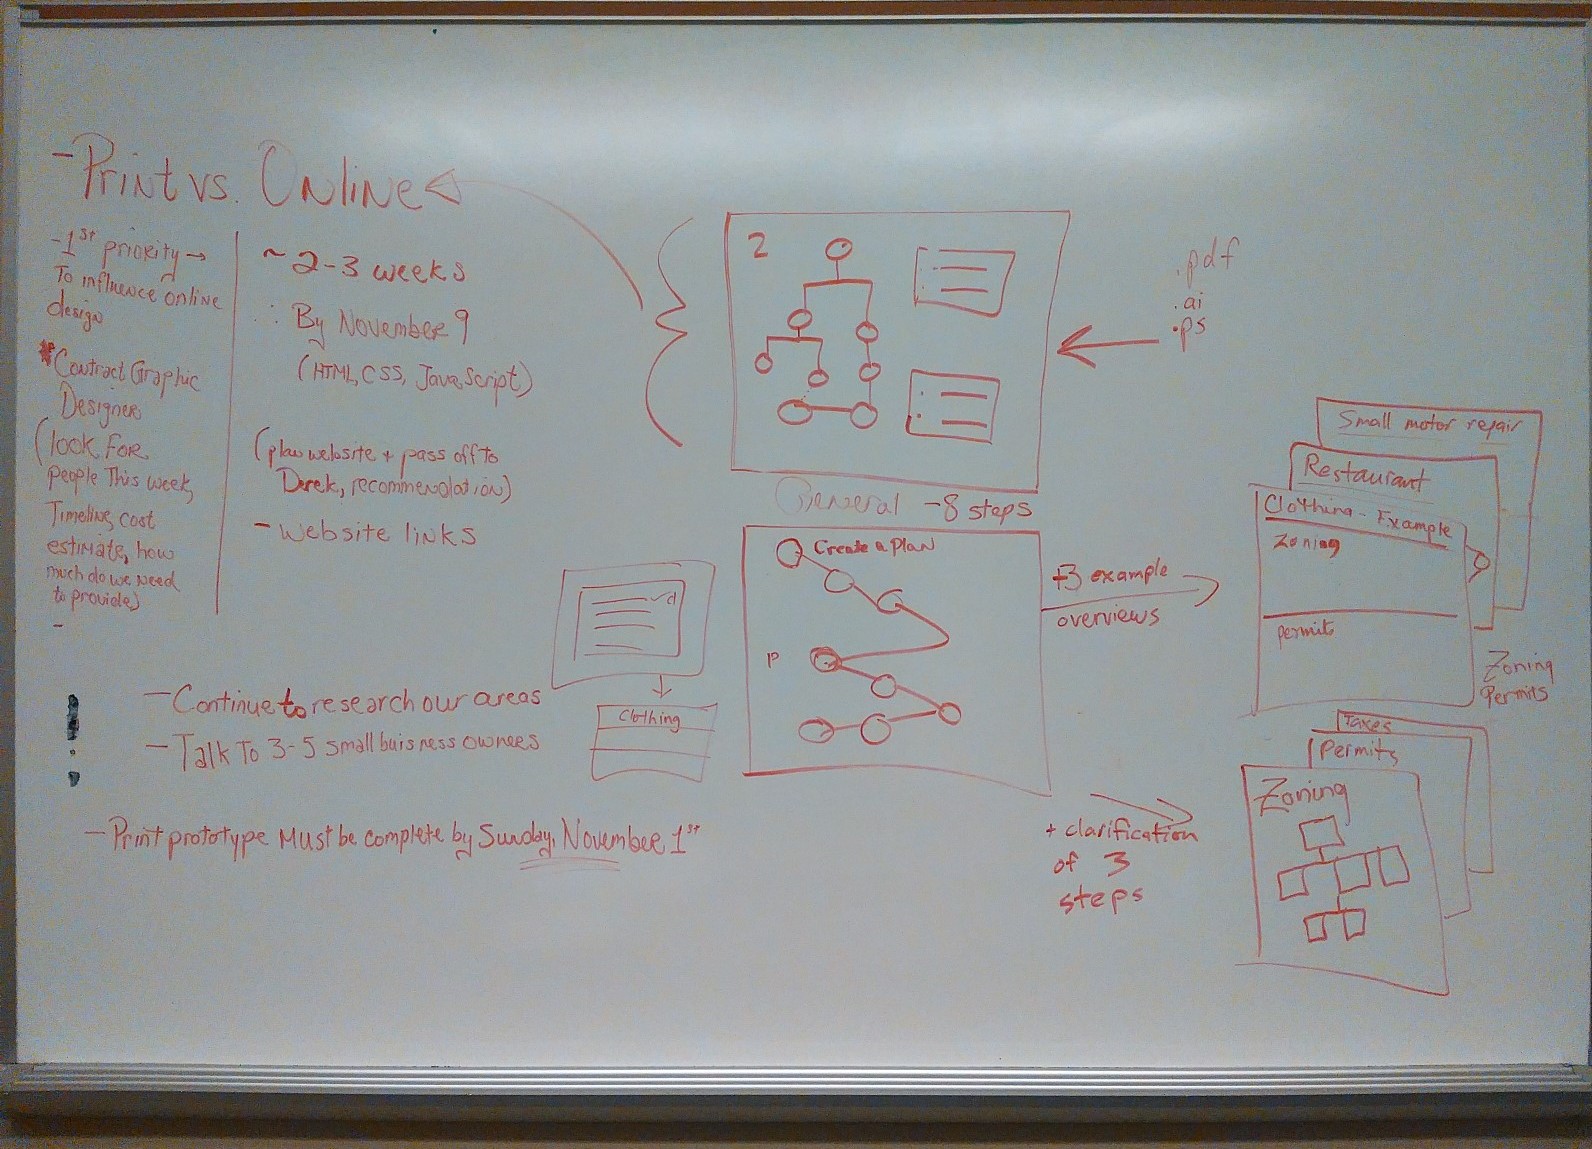 - Print vs. Online
- 1st priority →
To influence online
design
* Contract Graphic
Designer
(look For
people This week,
Timeline, cost
estimate, how
much do we need
to provide)
-
~ 2-3 weeks
∴ By November 9
(HTML, CSS, JavaScript)
(plan website + pass off to
Derek, recommendation)
- Website links
- Continue to research our areas
- Talk To 3-5 small buisness owners
- Print prototype Must be complete by Sunday, November 1st
Clothing
2
General - 8 steps
Create a Plan
P
.pdf
.ai
.ps
+3 example
overviews
Small motor repair
Restaurant
Clothing - Example
Zoning
permits
Zoning
Permits
+ clarification
of 3
steps
Taxes
Permits
Zoning